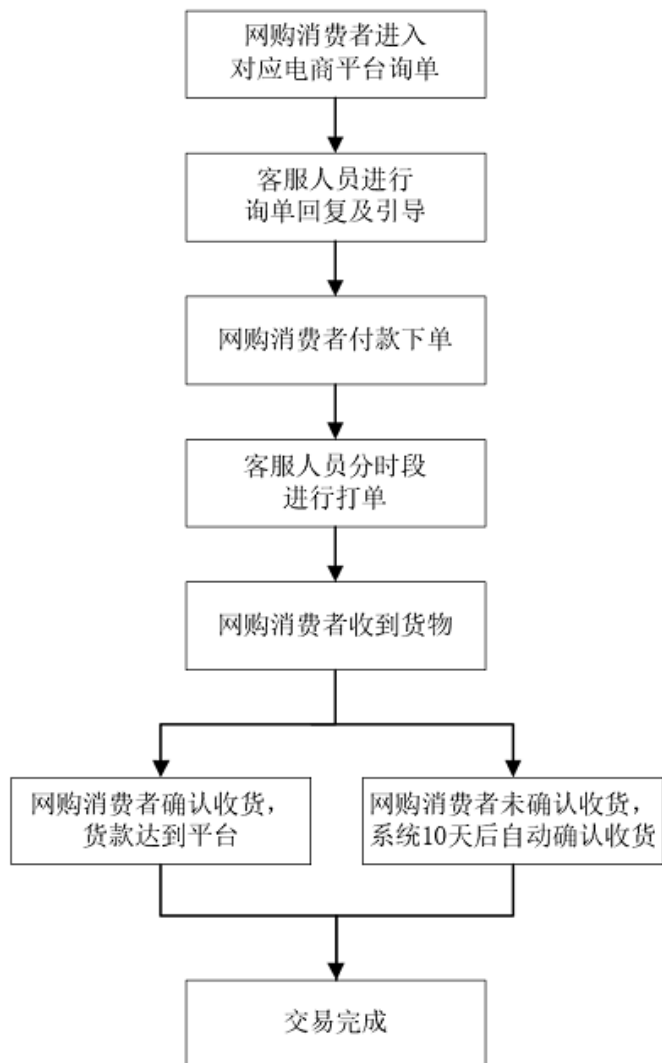 网购消费者进入
对应电商平台询单
客服人员进行
询单回复及引导
网购消费者付款下单
客服人员分时段
进行打单
网购消费者收到货物
网购消费者确认收货，
货款达到平台
网购消费者未确认收货，
系统10天后自动确认收货
交易完成